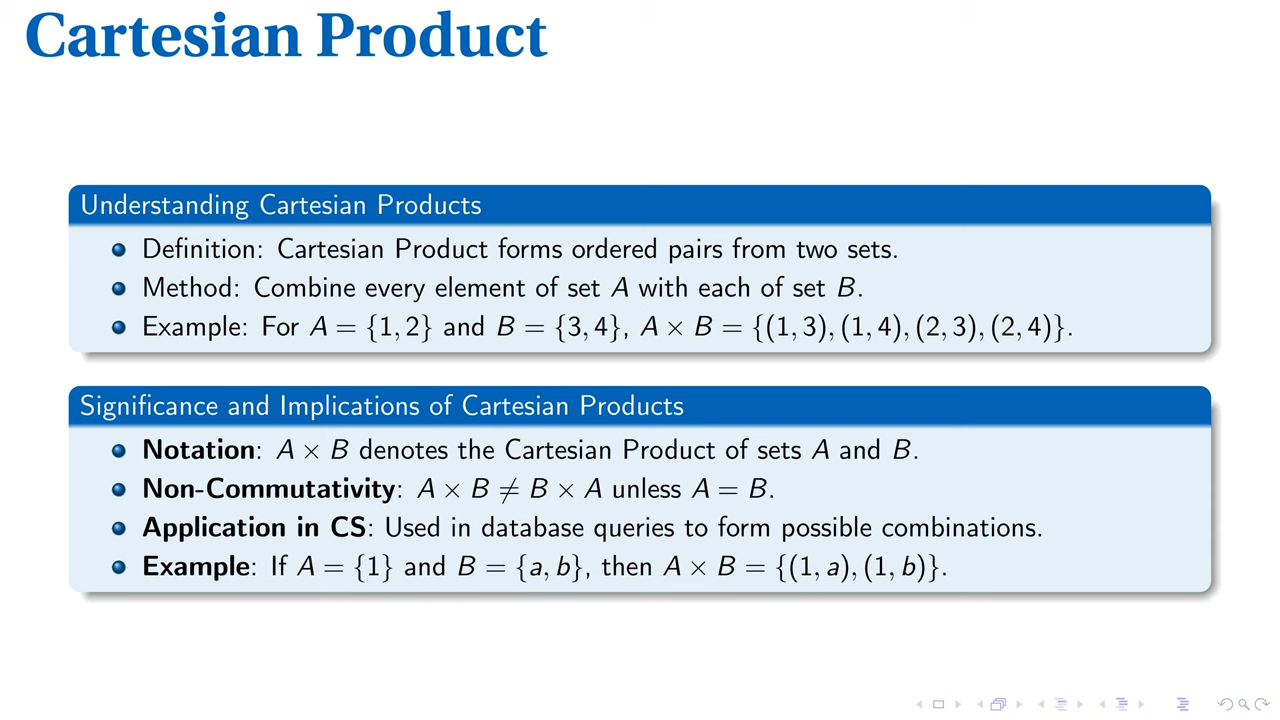 Cartesian Product
Understanding Cartesian Products
Definition: Cartesian Product forms ordered pairs from two sets.
Method: Combine every element of set A with each of set B.
Example: For A = {1, 2} and B = {3, 4}, A × B = {(1, 3), (1, 4), (2, 3), (2, 4)}.
Significance and Implications of Cartesian Products
Notation: A × B denotes the Cartesian Product of sets A and B.
Non-Commutativity: A × B ≠ B × A unless A = B.
Application in CS: Used in database queries to form possible combinations.
Example: If A = {1} and B = {a, b}, then A × B = {(1, a), (1, b)}.